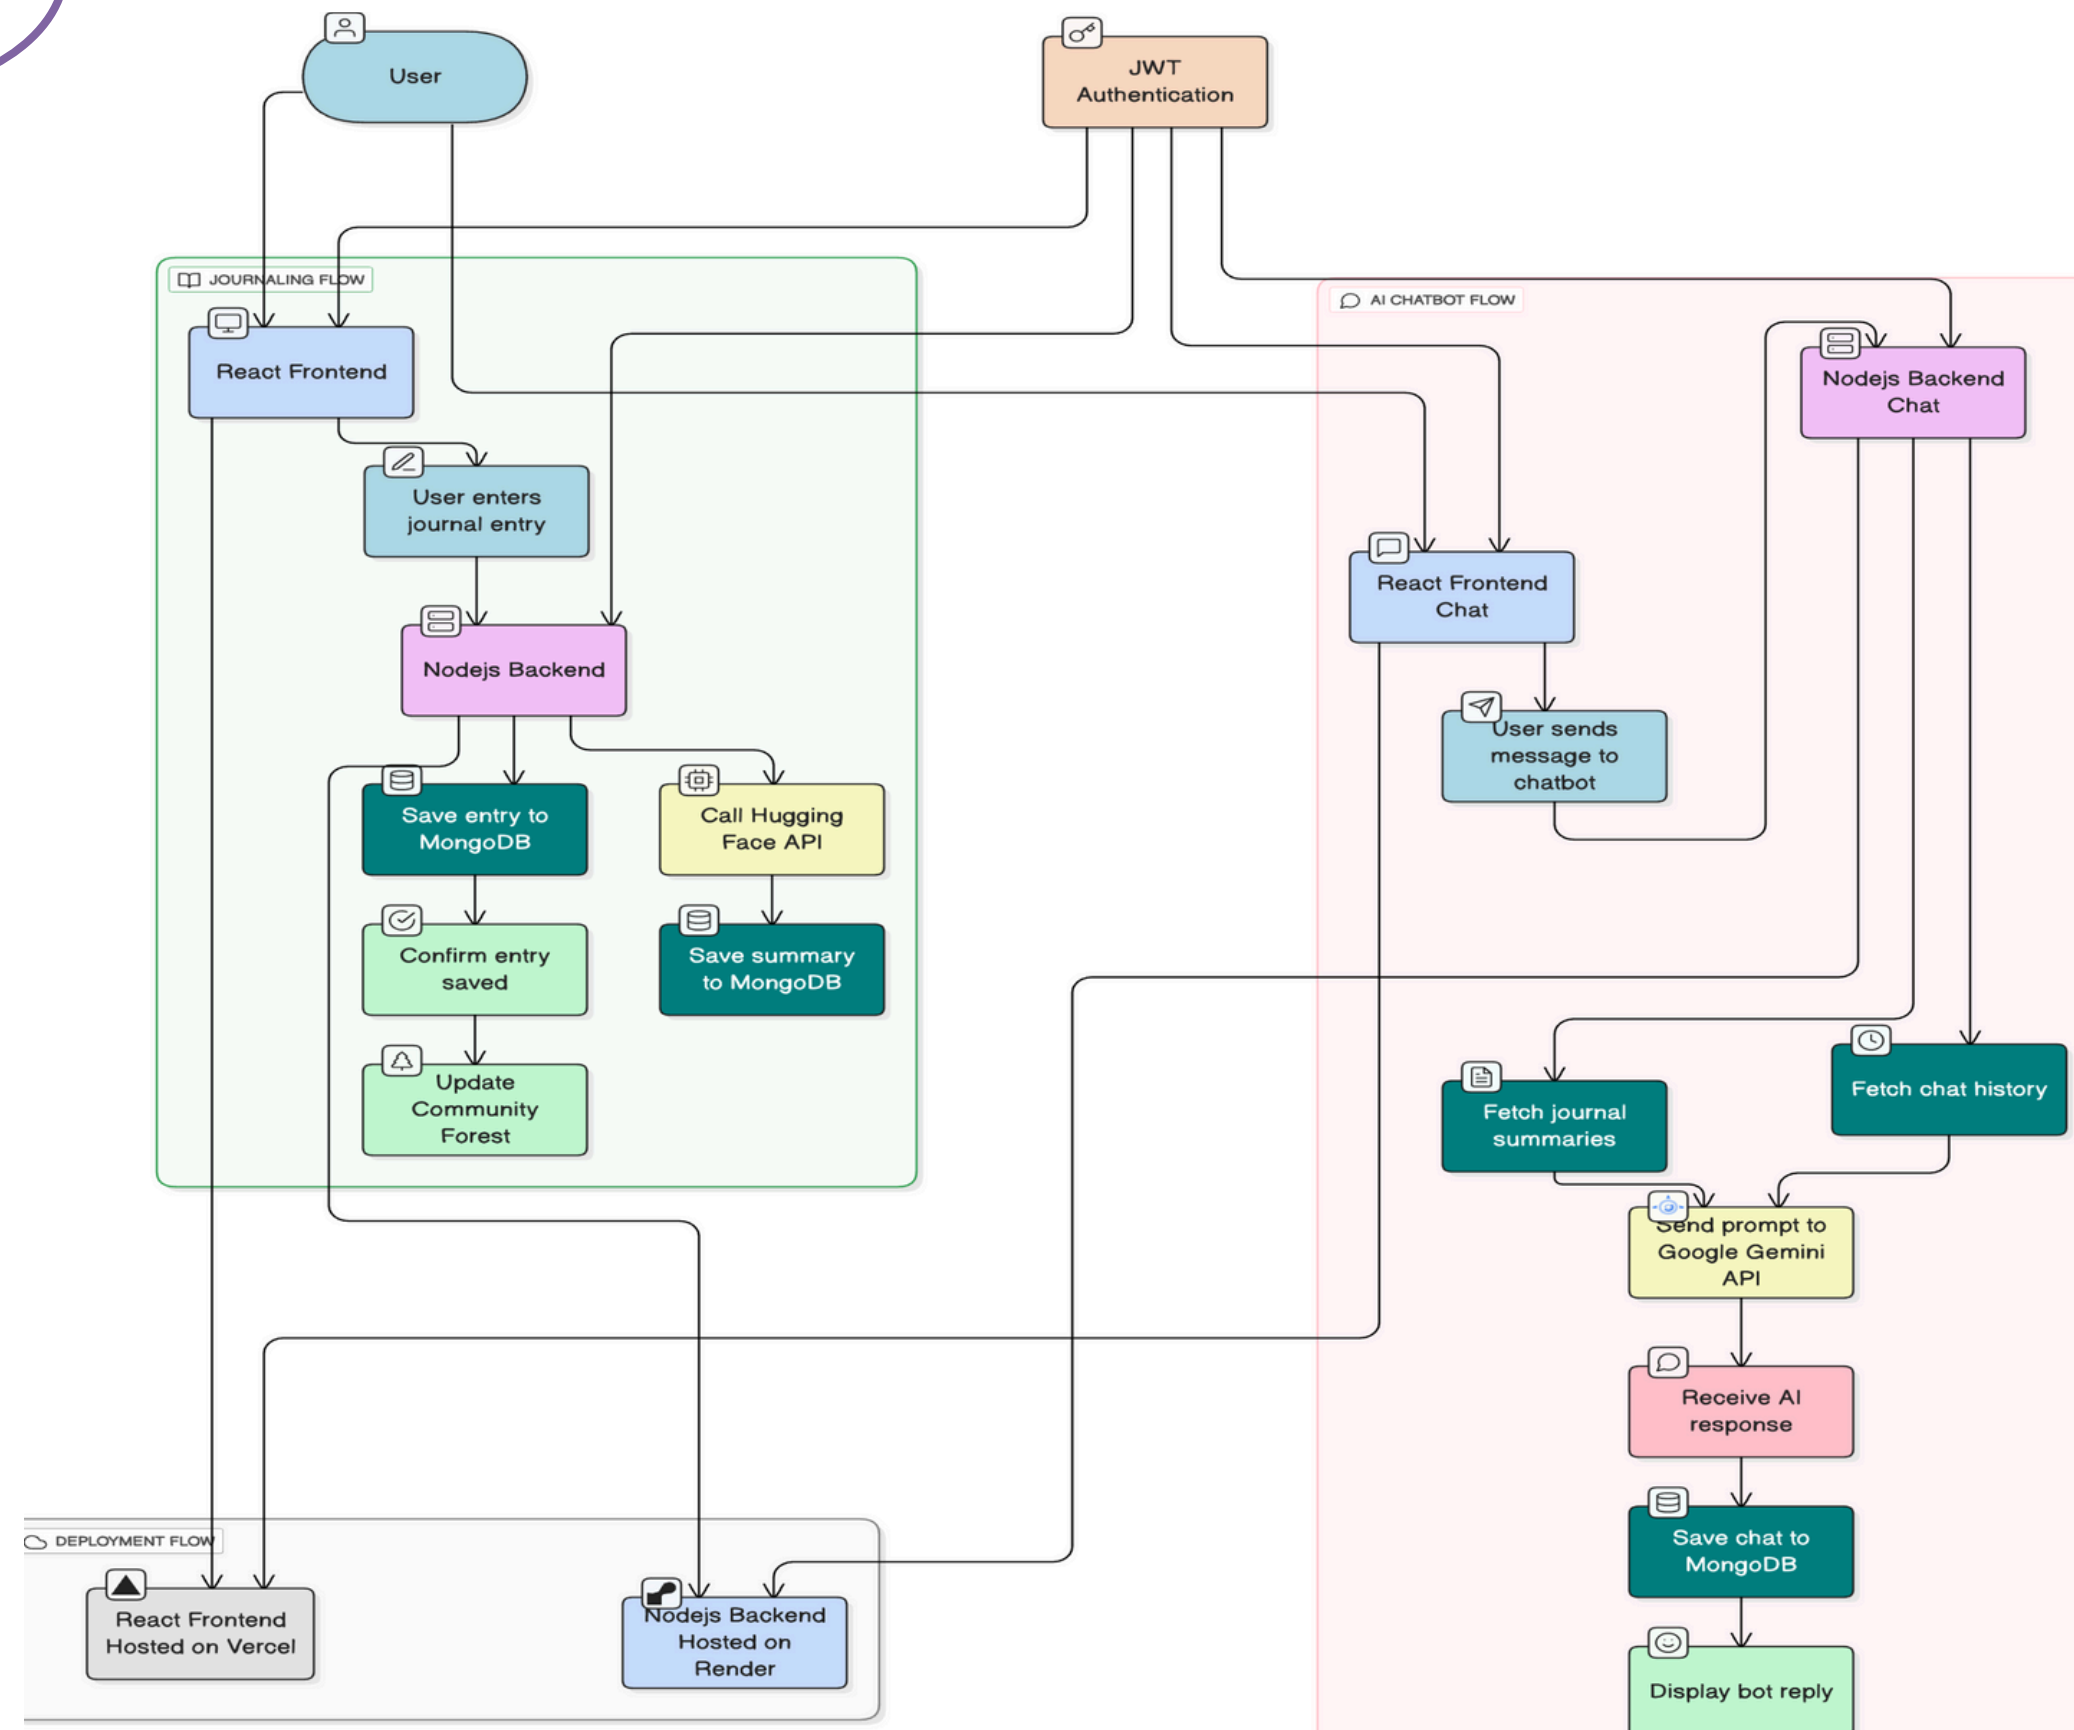 User
JWT
Authentication
JOURNALING FLOW
React Frontend
User enters
journal entry
Nodejs Backend
Save entry to
MongoDB
Call Hugging
Face API
Confirm entry
saved
Save summary
to MongoDB
Update
Community
Forest
AI CHATBOT FLOW
Nodejs Backend
Chat
React Frontend
Chat
User sends
message to
chatbot
Fetch journal
summaries
Fetch chat history
Send prompt to
Google Gemini
API
Receive AI
response
Save chat to
MongoDB
Display bot reply
DEPLOYMENT FLOW
React Frontend
Hosted on Vercel
Nodejs Backend
Hosted on
Render